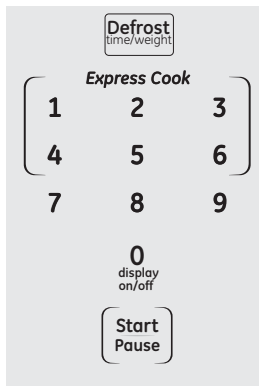 Defrost
time/weight
Express Cook
1 2 3
4 5 6
7 8 9
0
display
on/off
Start
Pause